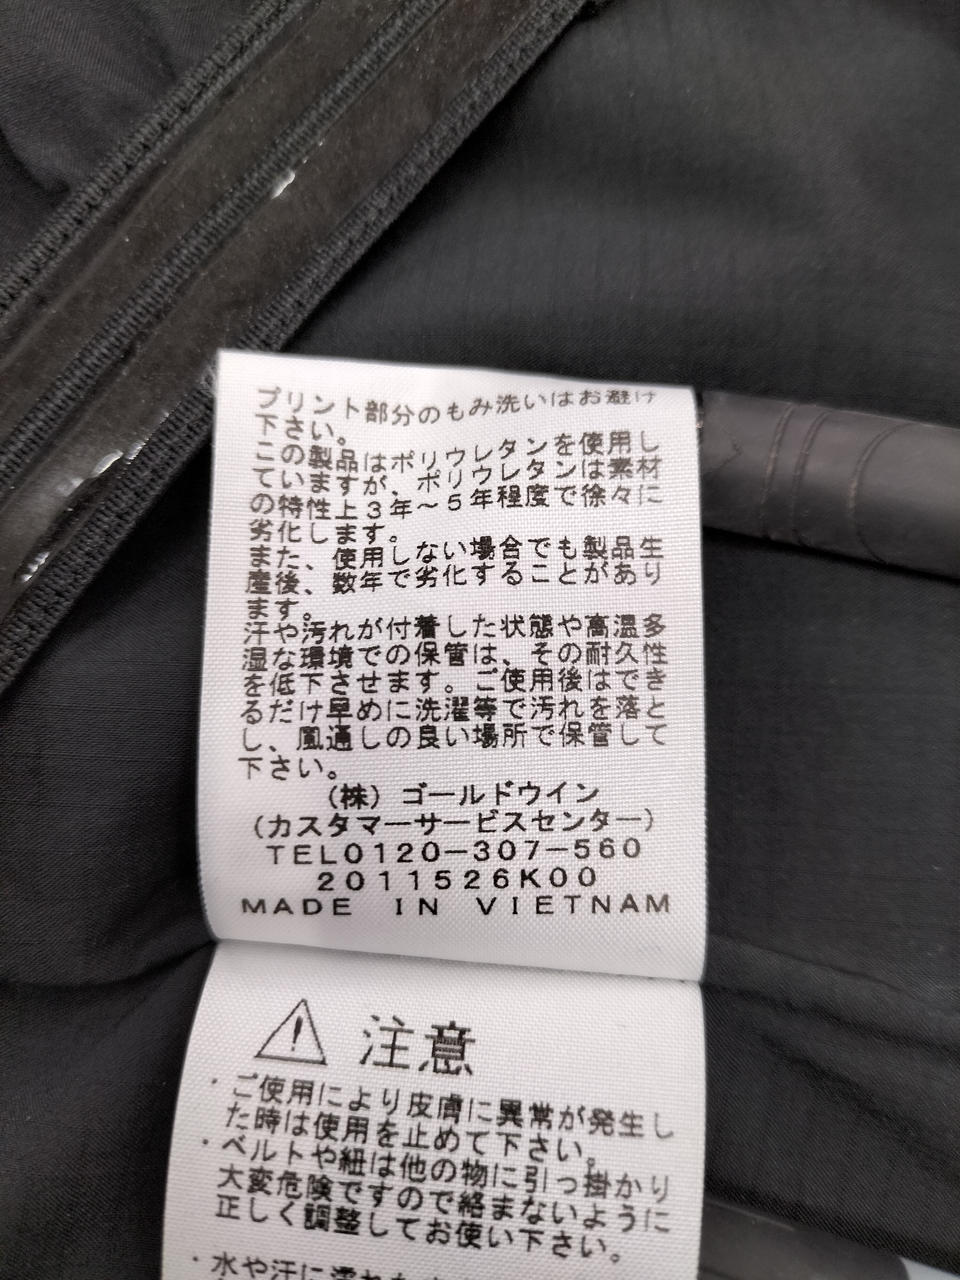 プリント部分のもみ洗いはお避け
下さい。
この製品はポリウレタンを使用し
ていますが、ポリウレタンは素材
の特性上3年～5年程度で徐々に
劣化します。
また、使用しない場合でも製品生
産後、数年で劣化することがあり
ます。
汗や汚れが付着した状態や高温多
湿な環境での保管は、その耐久性
を低下させます。ご使用後はでき
るだけ早めに洗濯等で汚れを落と
し、風通しの良い場所で保管して
下さい。
(株)ゴールドウイン
(カスタマーサービスセンター)
TEL0120-307-560
2011526K00
MADE IN VIETNAM
注意
・ご使用により皮膚に異常が発生し
た時は使用を止めて下さい。
・ベルトや紐は他の物に引っ掛かり
大変危険ですので絡まないように
正しく調整してお使い下さい。
・水や汗に濡れた